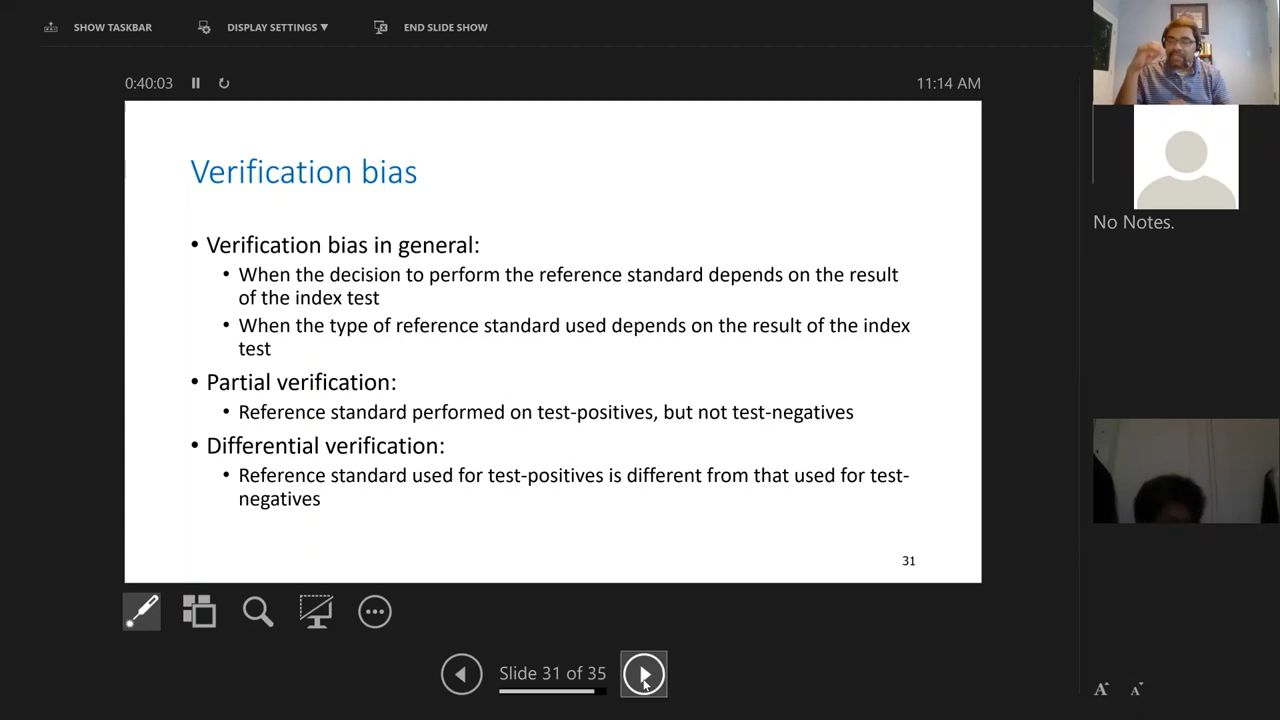 SHOW TASKBAR
DISPLAY SETTINGS ▼
END SLIDE SHOW
0:40:03
11:14 AM
Verification bias
• Verification bias in general:
• When the decision to perform the reference standard depends on the result
of the index test
• When the type of reference standard used depends on the result of the index
test
• Partial verification:
• Reference standard performed on test-positives, but not test-negatives
• Differential verification:
• Reference standard used for test-positives is different from that used for test-
negatives
31
No Notes.
Slide 31 of 35
A A